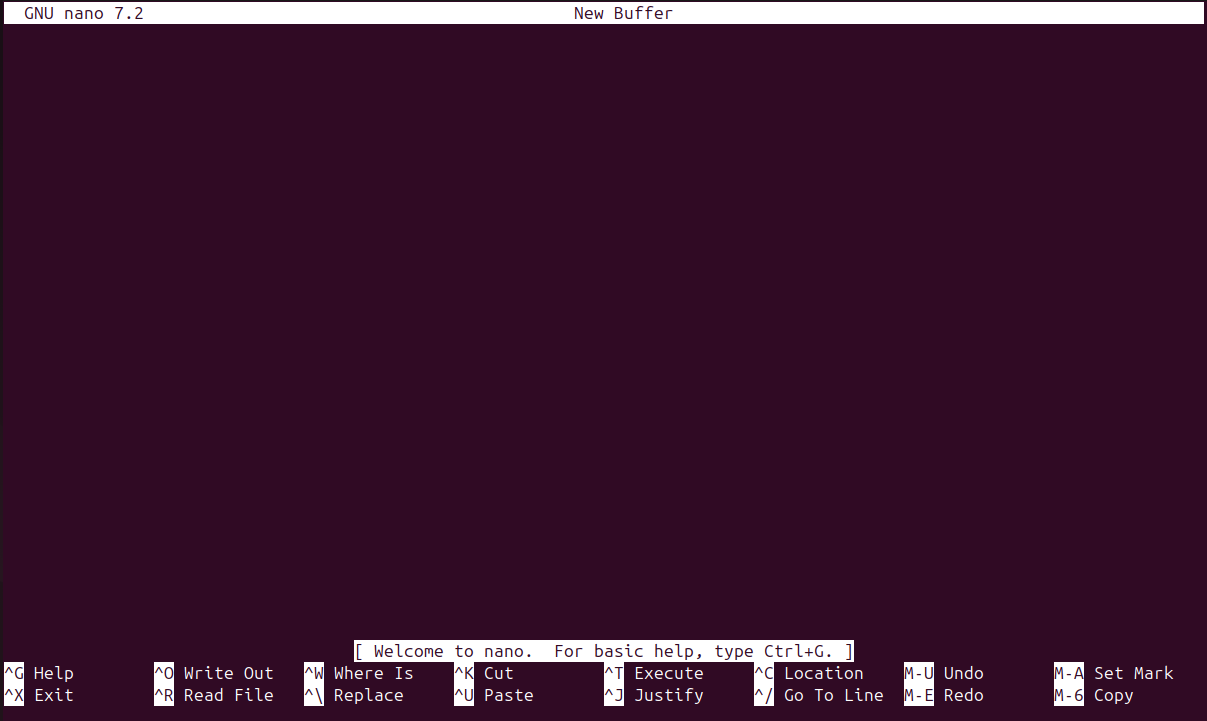 GNU nano 7.2 New Buffer
[ Welcome to nano.  For basic help, type Ctrl+G. ]
^G Help ^O Write Out ^W Where Is ^K Cut ^T Execute ^C Location M-U Undo M-A Set Mark
^X Exit ^R Read File ^\ Replace ^U Paste ^J Justify ^/ Go To Line M-E Redo M-6 Copy